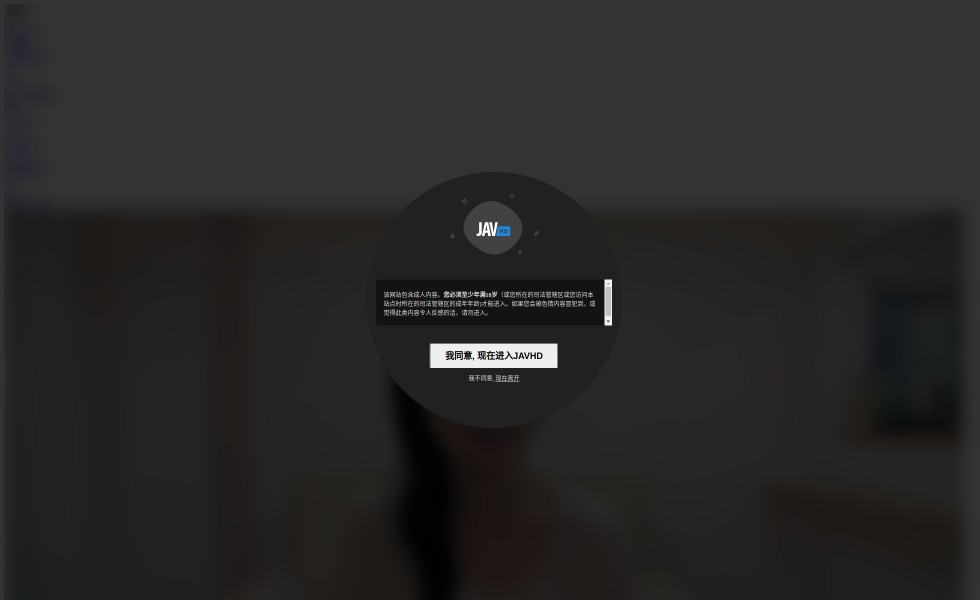 JAV HD
该网站包含成人内容。您必须至少年满18岁（或您所在的司法管辖区或您访问本
站点时所在的司法管辖区的成年年龄)才能进入。如果您会被色情内容冒犯到，或
觉得此类内容令人反感的话，请勿进入。
我同意, 现在进入JAVHD
我不同意, 现在离开